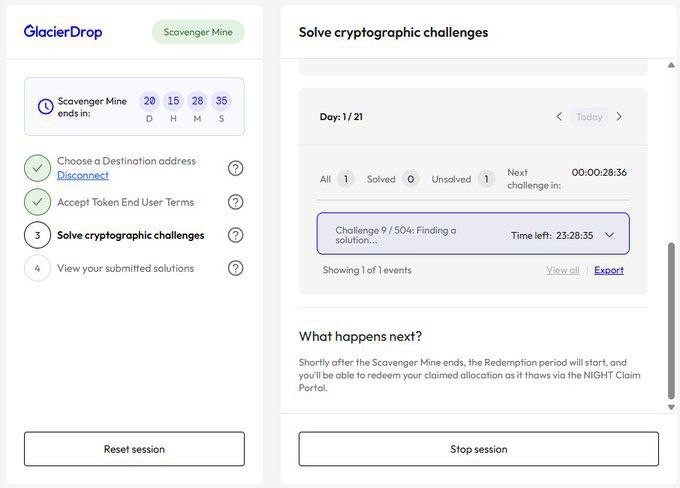 GlacierDrop
Scavenger Mine
Scavenger Mine
ends in:
20 15 28 35
D H M S
Choose a Destination address
Disconnect
?
Accept Token End User Terms
?
3
Solve cryptographic challenges
?
4
View your submitted solutions
?
Reset session
Solve cryptographic challenges
Day: 1 / 21
< Today >
All 1 Solved 0 Unsolved 1
Next
challenge in:
00:00:28:36
Challenge 9 / 504: Finding a
solution...
Time left: 23:28:35
Showing 1 of 1 events
View all | Export
What happens next?
Shortly after the Scavenger Mine ends, the Redemption period will start, and
you'll be able to redeem your claimed allocation as it thaws via the NIGHT Claim
Portal.
Stop session